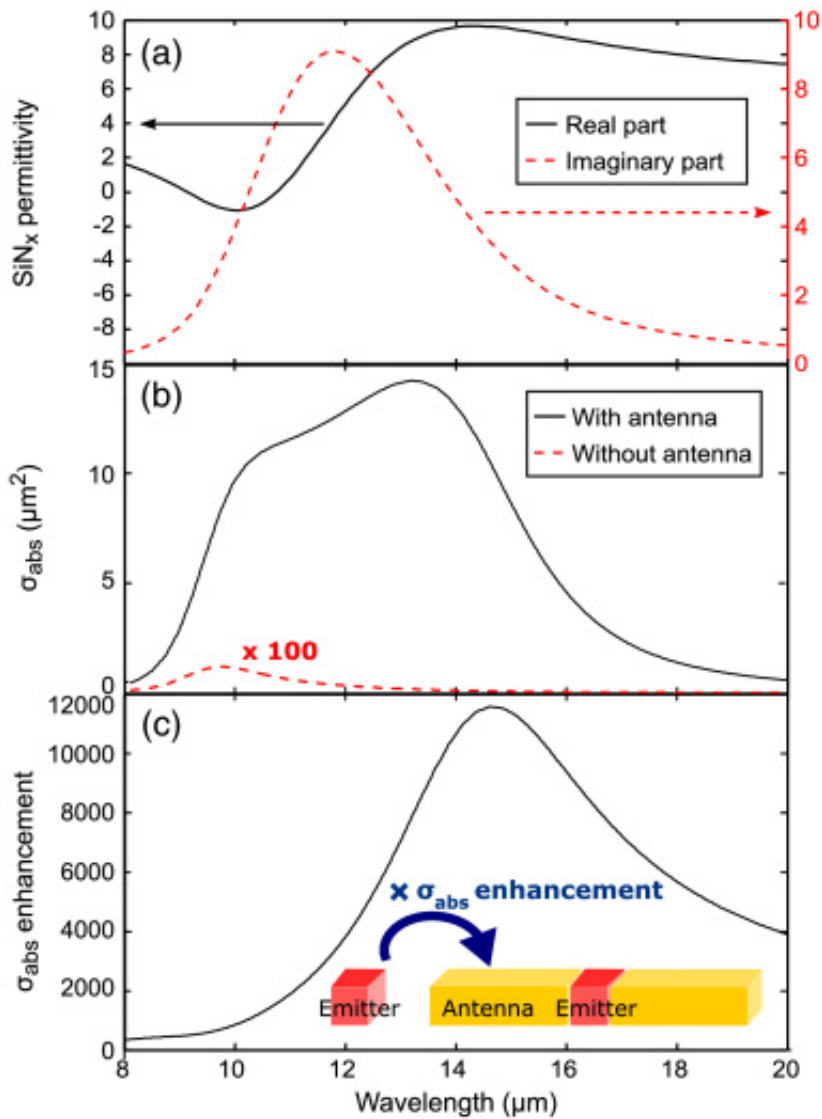 (a)
SiNx permittivity
10
8
6
4
2
0
-2
-4
-6
-8
Real part
Imaginary part
10
8
6
4
2
0
(b)
σabs (μm²)
15
10
5
0
With antenna
Without antenna
x 100
(c)
σabs enhancement
12000
10000
8000
6000
4000
2000
0
× σabs enhancement
Emitter
Antenna
Emitter
8
10
12
14
16
18
20
Wavelength (μm)